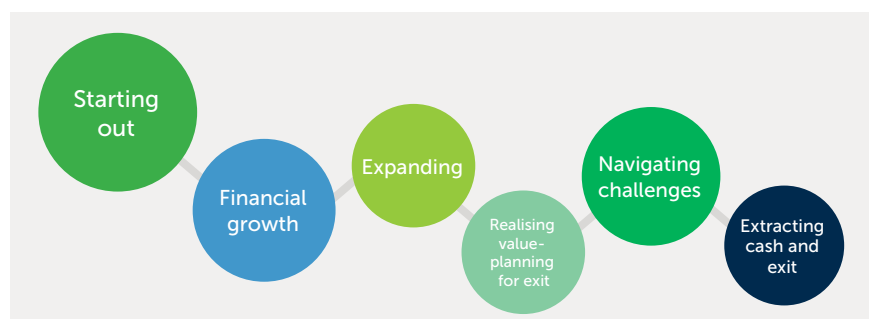 Starting
out
Financial
growth
Expanding
Realising
value-
planning
for exit
Navigating
challenges
Extracting
cash and
exit